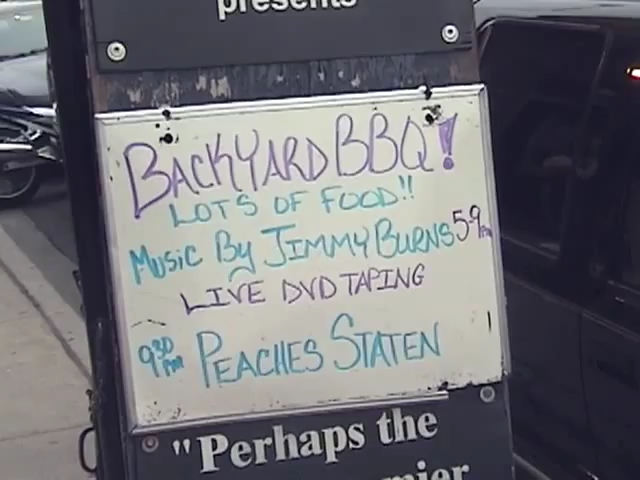 presents
BACKYARD BBQ!
LOTS OF FOOD!!
MUSIC BY JIMMY BURNS 5-9PM
LIVE DVD TAPING
9:30 PM PEACHES STATEN
"Perhaps the